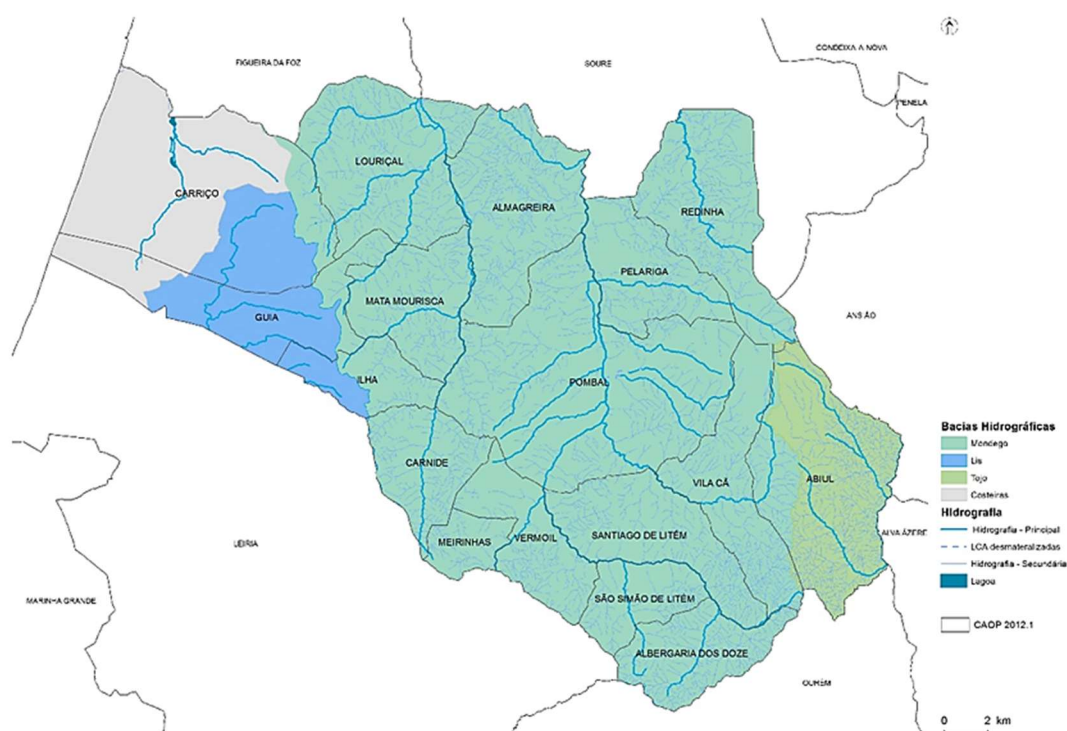 CONDEIXA A NOVA
FIGUEIRA DA FOZ
SOURE
PENELA
LOURIÇAL
CARRIÇO
ALMAGREIRA
REDINHA
PELARIGA
MATA MOURISCA
GUIA
ANSIÃO
ILHA
POMBAL
Bacias Hidrográficas
Mondego
Lis
Tejo
Costeiras
Hidrografia
Hidrografia - Principal
LCA desmaterializadas
Hidrografia - Secundária
Lagoa
CAOP 2012.1
CARNIDE
VILA CÃ
ABIUL
ALVAIÁZERE
LEIRIA
MEIRINHAS
VERMOIL
SANTIAGO DE LITÉM
MARINHA GRANDE
SÃO SIMÃO DE LITÉM
ALBERGARIA DOS DOZE
OURÉM
0 2 km